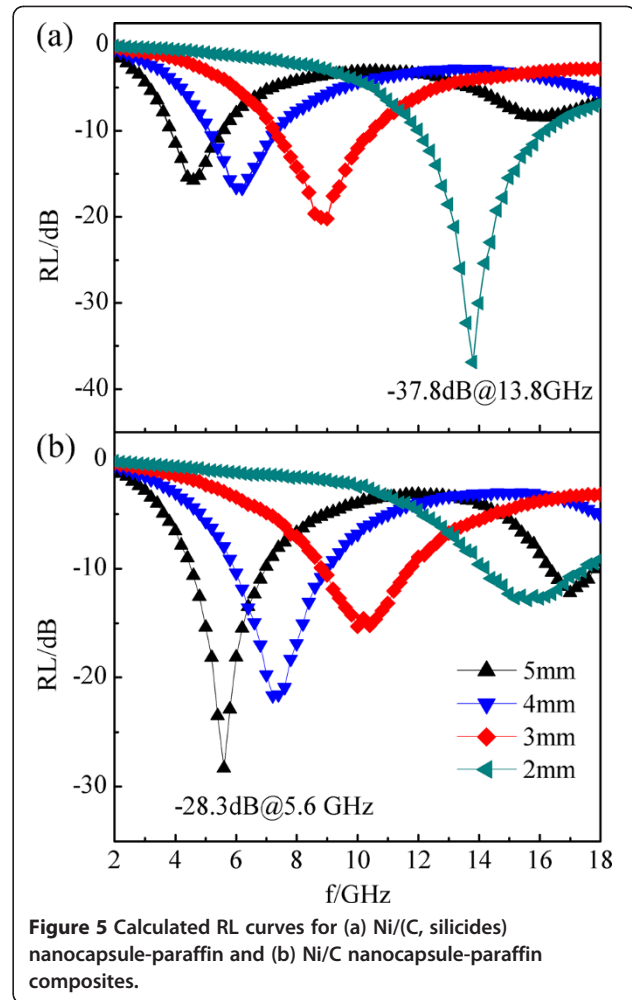 (a)
0
-10
-20
-30
-40
RL/dB
-37.8dB@13.8GHz
(b)
0
-10
-20
-30
RL/dB
5mm
4mm
3mm
2mm
-28.3dB@5.6 GHz
2 4 6 8 10 12 14 16 18
f/GHz
Figure 5 Calculated RL curves for (a) Ni/(C, silicides)
nanocapsule-paraffin and (b) Ni/C nanocapsule-paraffin
composites.